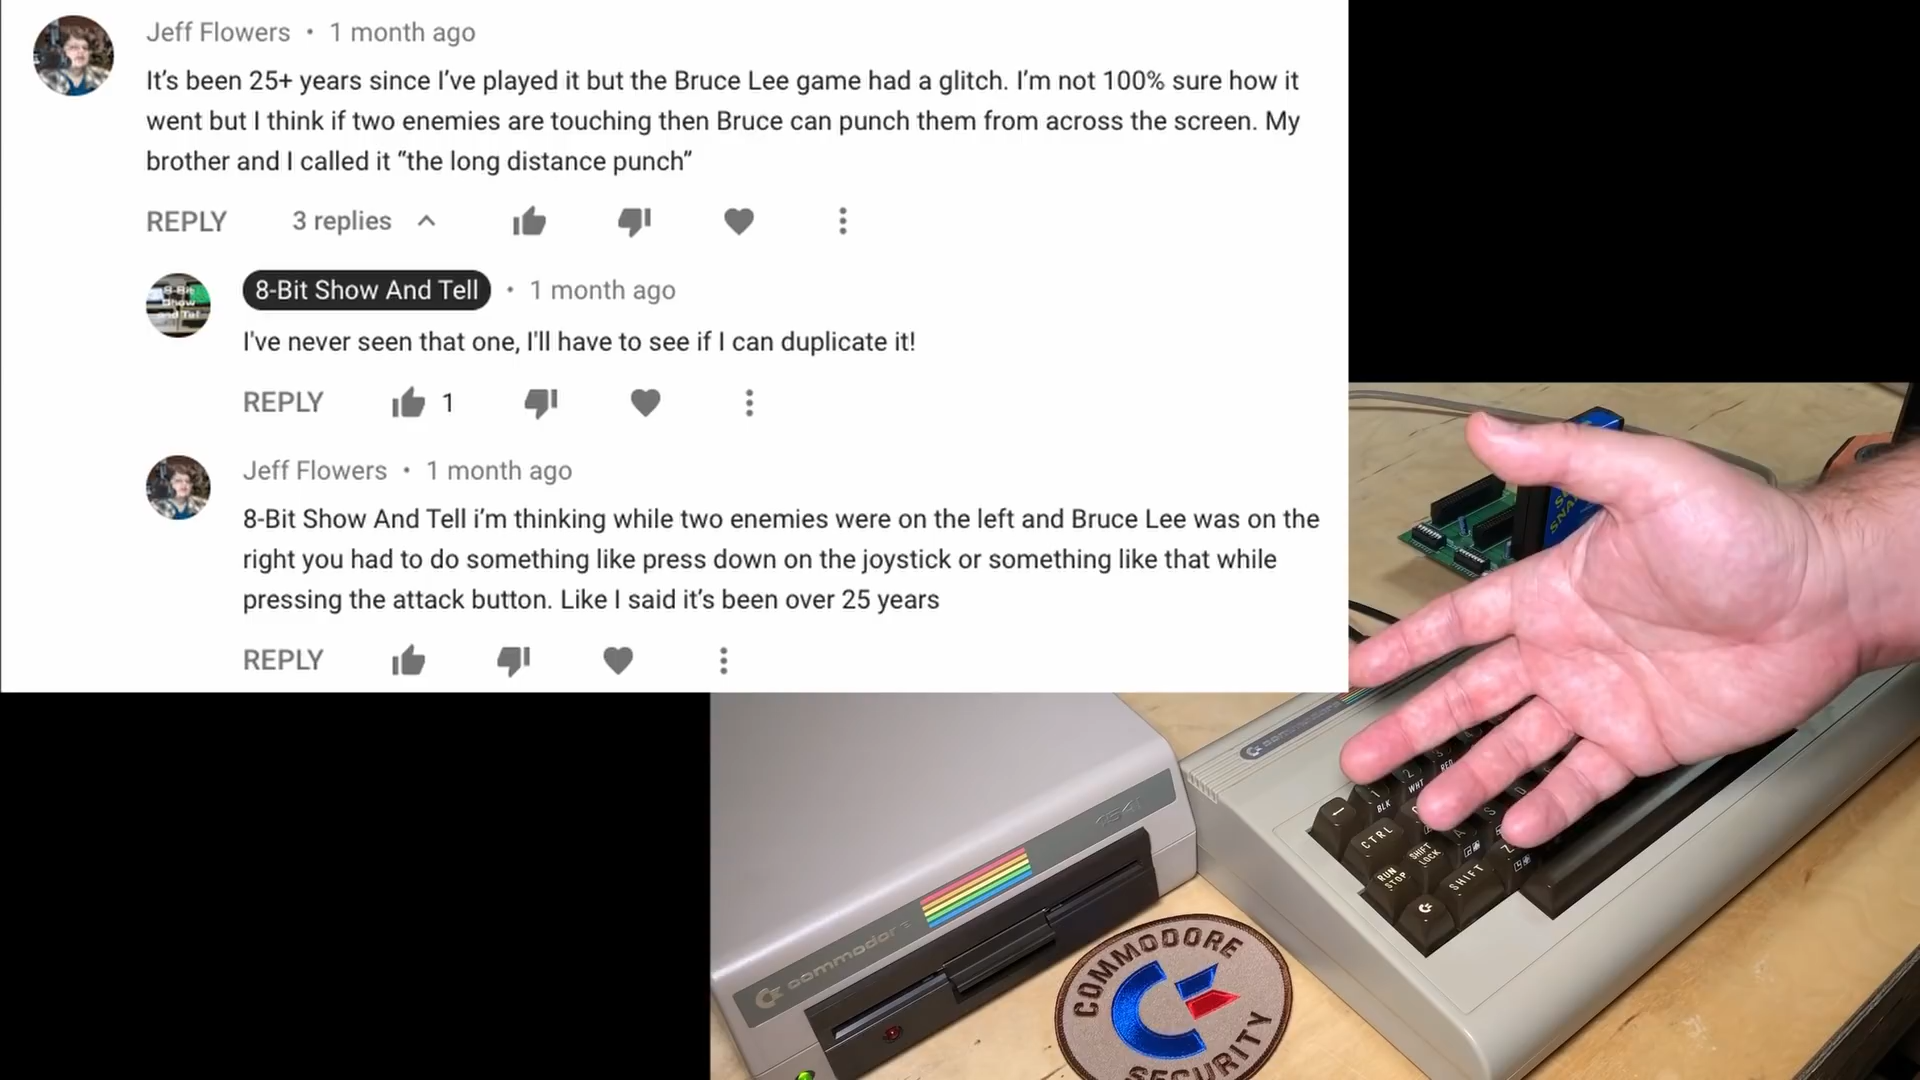 Jeff Flowers • 1 month ago
It’s been 25+ years since I’ve played it but the Bruce Lee game had a glitch. I’m not 100% sure how it
went but I think if two enemies are touching then Bruce can punch them from across the screen. My
brother and I called it “the long distance punch”
REPLY 3 replies
8-Bit Show And Tell • 1 month ago
I've never seen that one, I'll have to see if I can duplicate it!
REPLY 1
Jeff Flowers • 1 month ago
8-Bit Show And Tell i’m thinking while two enemies were on the left and Bruce Lee was on the
right you had to do something like press down on the joystick or something like that while
pressing the attack button. Like I said it’s been over 25 years
REPLY
commodore
1541
commodore
1
BLK
2
WHT
RED
CTRL
A
S
D
RUN
STOP
SHIFT
LOCK
SHIFT
Z
COMMODORE
SECURITY